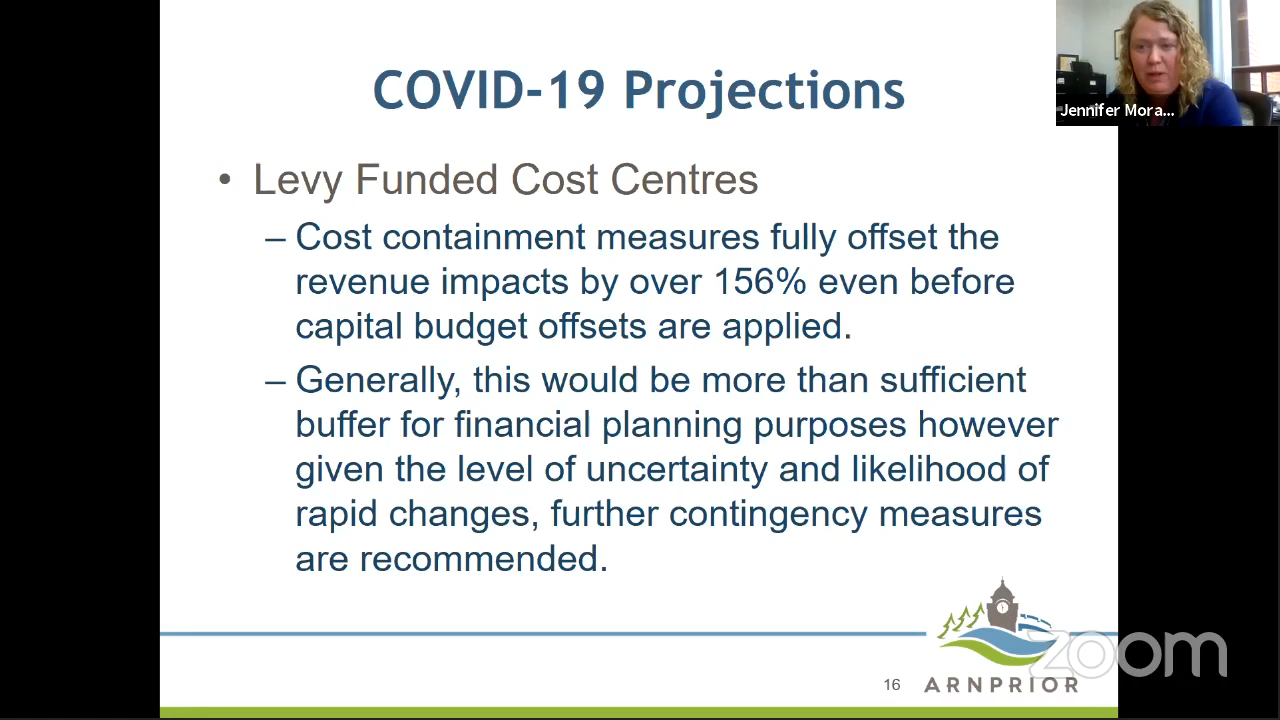 COVID-19 Projections
Jennifer Mora...
• Levy Funded Cost Centres
– Cost containment measures fully offset the
revenue impacts by over 156% even before
capital budget offsets are applied.
– Generally, this would be more than sufficient
buffer for financial planning purposes however
given the level of uncertainty and likelihood of
rapid changes, further contingency measures
are recommended.
zoom
16
ARNPRIOR